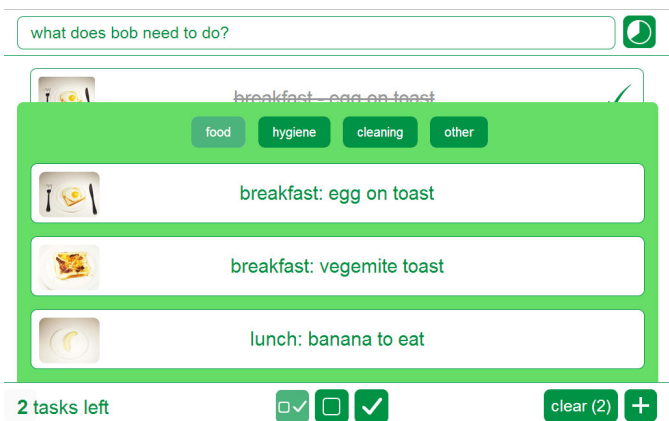 what does bob need to do?
breakfast - egg on toast
food hygiene cleaning other
breakfast: egg on toast
breakfast: vegemite toast
lunch: banana to eat
2 tasks left clear (2)